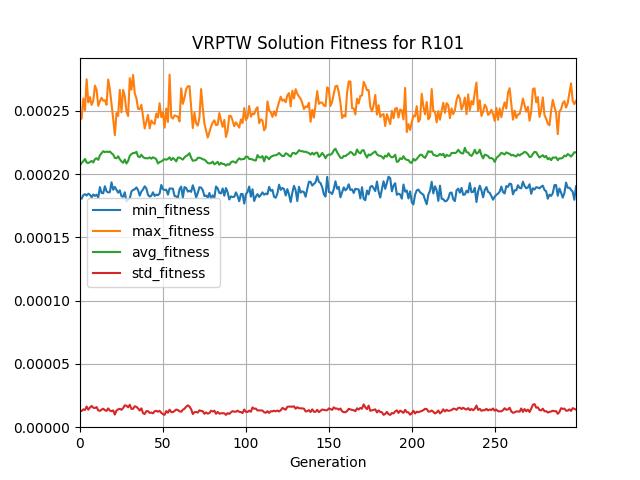 VRPTW Solution Fitness for R101
0.00025
0.00020
0.00015
0.00010
0.00005
0.00000
min_fitness
max_fitness
avg_fitness
std_fitness
0 50 100 150 200 250
Generation